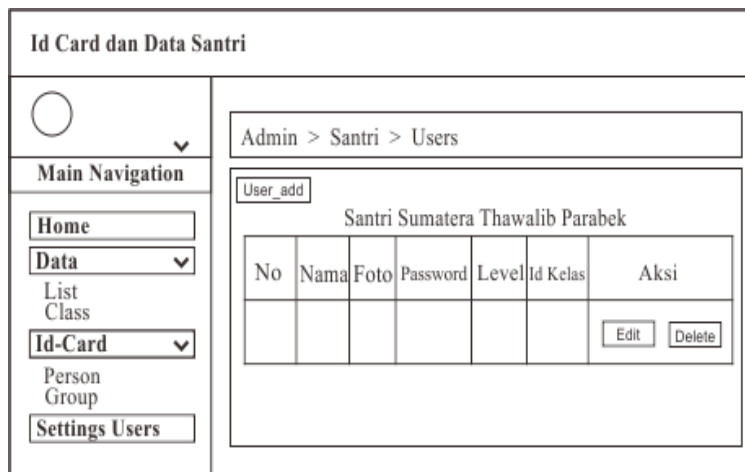 Id Card dan Data Santri
Main Navigation
Home
Data
List
Class
Id-Card
Person
Group
Settings Users
Admin > Santri > Users
User_add
Santri Sumatera Thawalib Parabek
No Nama Foto Password Level Id Kelas Aksi
Edit Delete